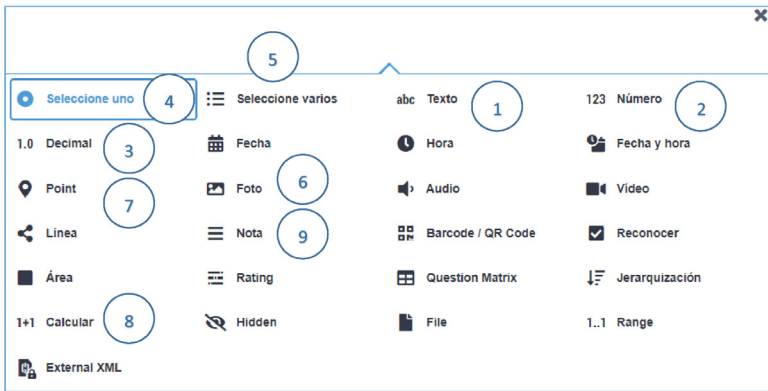 5
Seleccione uno 4 Seleccione varios abc Texto 1 123 Número 2
1.0 Decimal 3 Fecha Hora Fecha y hora
Point 7 Foto 6 Audio Video
Línea Nota 9 Barcode / QR Code Reconocer
Área Rating Question Matrix Jerarquización
1+1 Calcular 8 Hidden File 1..1 Range
External XML